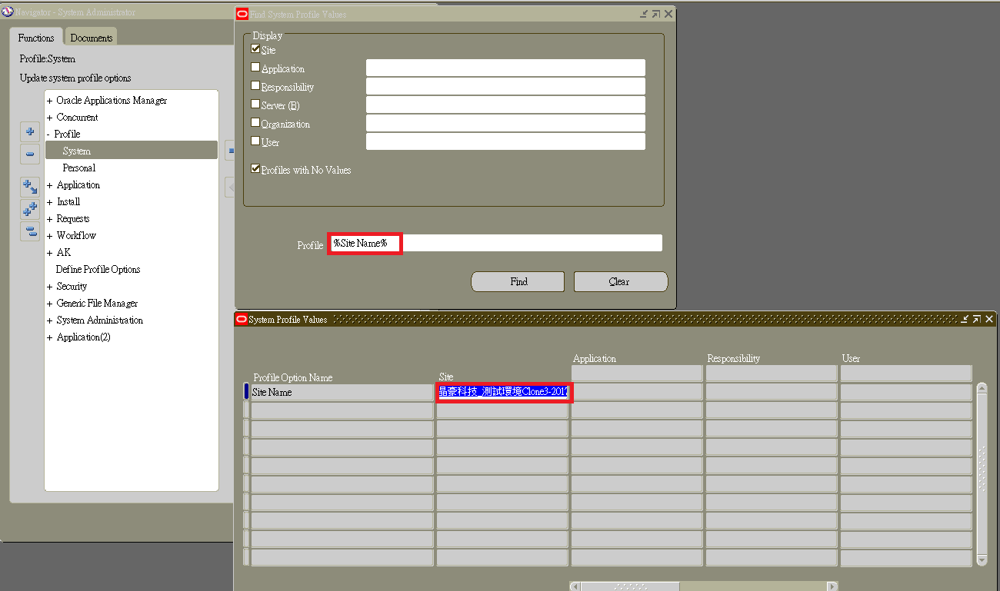 Navigator - System Administrator
Functions
Documents
Profile:System
Update system profile options
+ Oracle Applications Manager
+ Concurrent
- Profile
System
Personal
+ Application
+ Install
+ Requests
+ Workflow
+ AK
Define Profile Options
+ Security
+ Generic File Manager
+ System Administration
+ Application(2)
Find System Profile Values
Display
Site
Application
Responsibility
Server (B)
Organization
User
Profiles with No Values
Profile %Site Name%
Find
Clear
System Profile Values
Application
Responsibility
User
Profile Option Name
Site
Site Name
晶豪科技_測試環境Clone3-201?